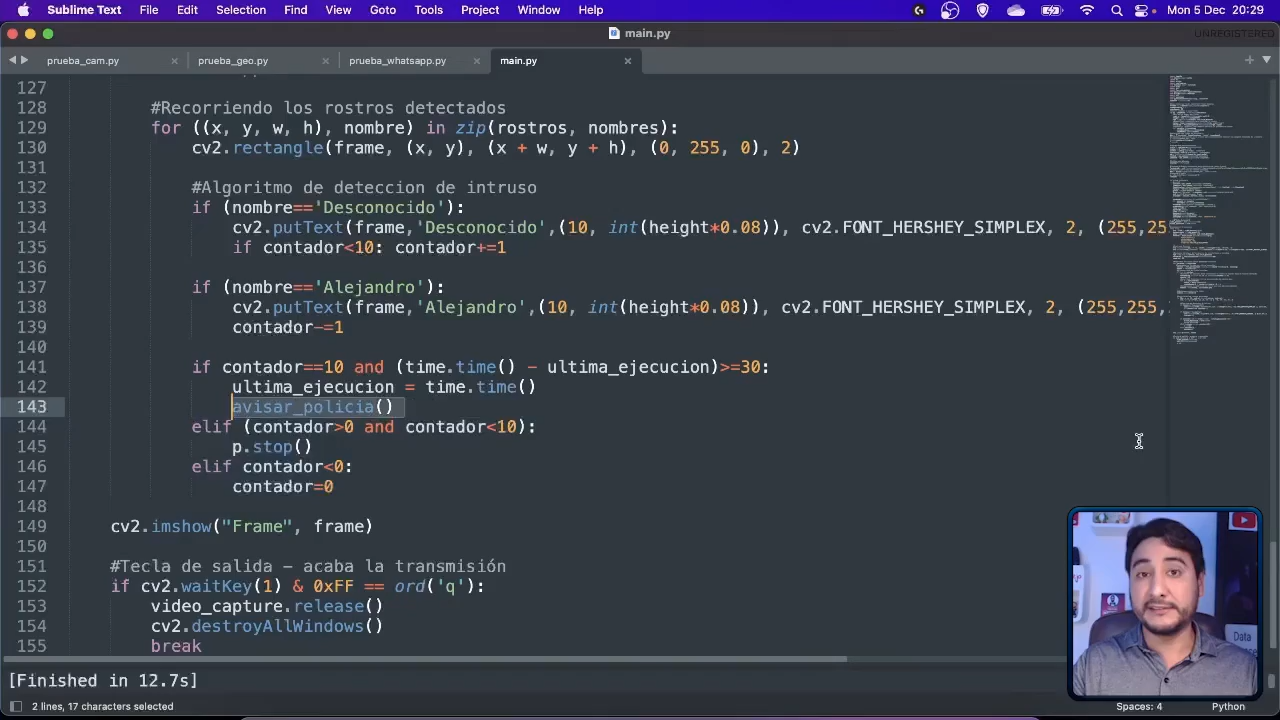 Sublime Text File Edit Selection Find View Goto Tools Project Window Help Mon 5 Dec 20:29
main.py UNREGISTERED
prueba_cam.py prueba_geo.py prueba_whatsapp.py main.py
127
128 #Recorriendo los rostros detectados
129 for ((x, y, w, h), nombre) in zip(rostros, nombres):
130 cv2.rectangle(frame, (x, y), (x + w, y + h), (0, 255, 0), 2)
131
132 #Algoritmo de deteccion de intruso
133 if (nombre=='Desconocido'):
134 cv2.putText(frame,'Desconocido',(10, int(height*0.08)), cv2.FONT_HERSHEY_SIMPLEX, 2, (255,25
135 if contador<10: contador+=1
136
137 if (nombre=='Alejandro'):
138 cv2.putText(frame,'Alejandro',(10, int(height*0.08)), cv2.FONT_HERSHEY_SIMPLEX, 2, (255,255,
139 contador-=1
140
141 if contador==10 and (time.time() - ultima_ejecucion)>=30:
142 ultima_ejecucion = time.time()
143 avisar_policia()
144 elif (contador>0 and contador<10):
145 p.stop()
146 elif contador<0:
147 contador=0
148
149 cv2.imshow("Frame", frame)
150
151 #Tecla de salida - acaba la transmisión
152 if cv2.waitKey(1) & 0xFF == ord('q'):
153 video_capture.release()
154 cv2.destroyAllWindows()
155 break
[Finished in 12.7s]
2 lines, 17 characters selected Spaces: 4 Python
Data